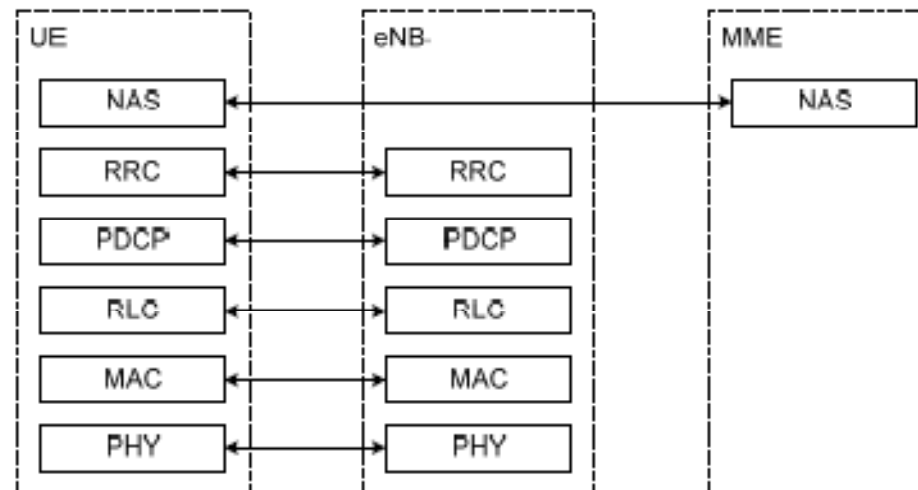 UE
eNB
MME
NAS
NAS
RRC
RRC
PDCP
PDCP
RLC
RLC
MAC
MAC
PHY
PHY